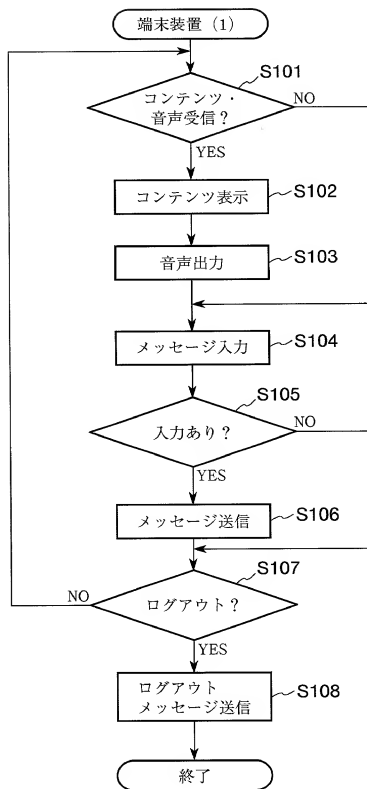 端末装置(1)
S101
コンテンツ・
音声受信?
NO
YES
コンテンツ表示
S102
音声出力
S103
メッセージ入力
S104
S105
入力あり?
NO
YES
メッセージ送信
S106
S107
ログアウト?
NO
YES
ログアウト
メッセージ送信
S108
終了